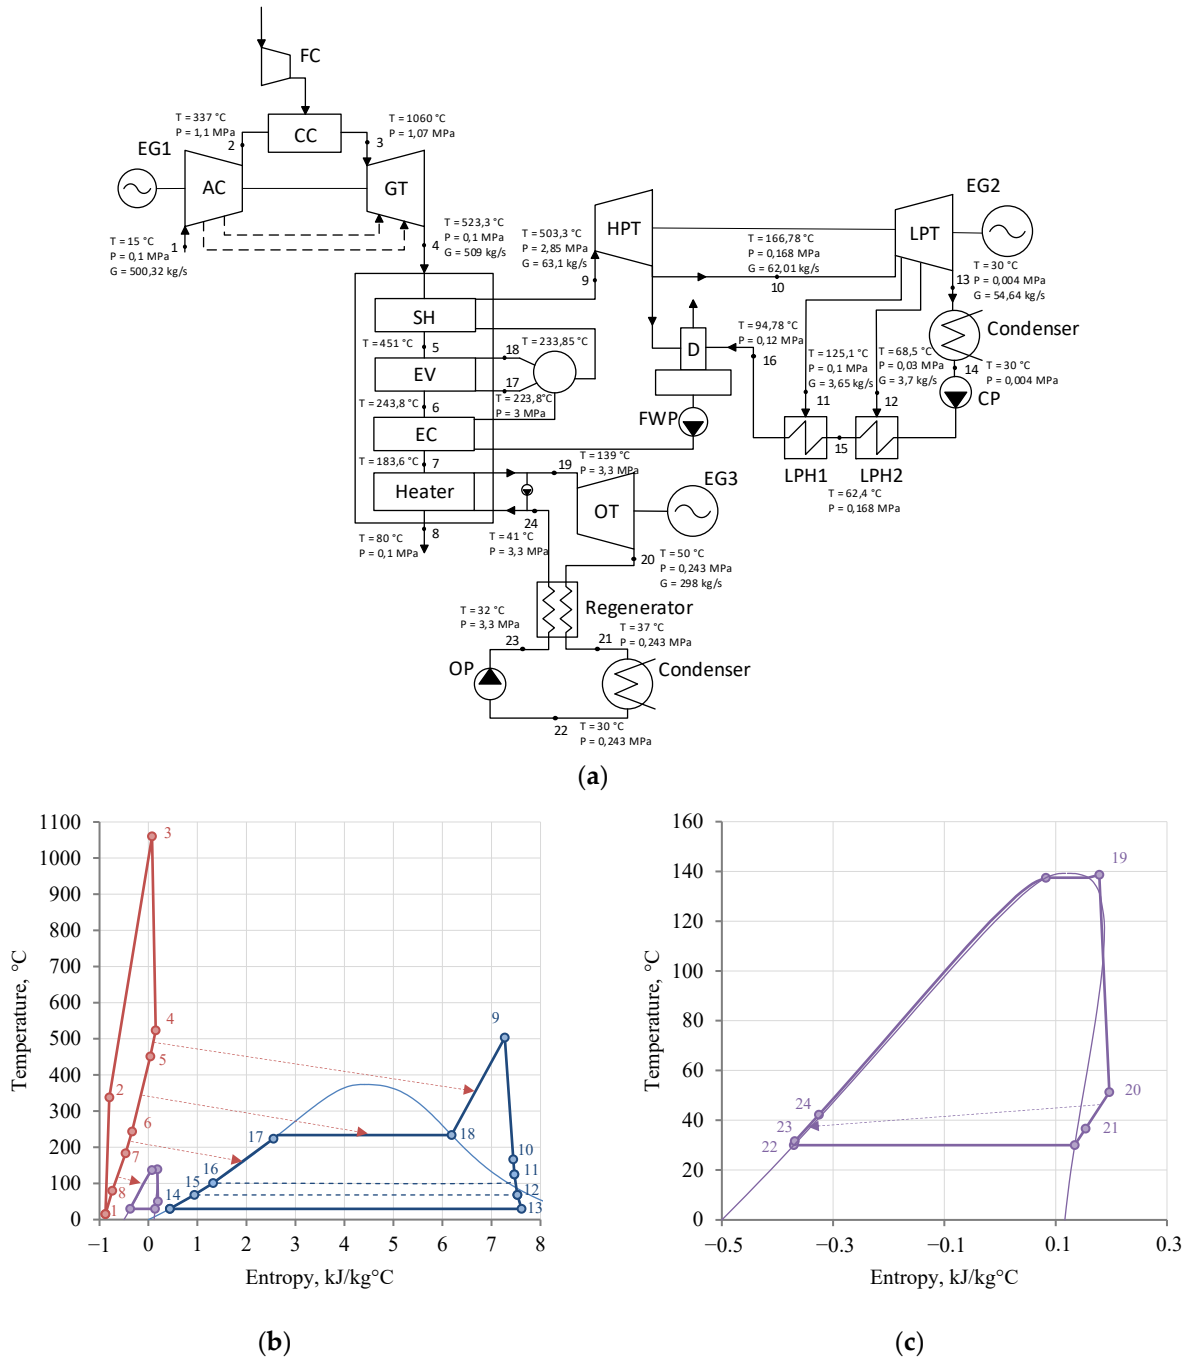 FC
T = 337 °C
P = 1,1 MPa
2
CC
3
T = 1060 °C
P = 1,07 MPa
EG1
AC
GT
T = 15 °C
P = 0,1 MPa
G = 500,32 kg/s
1
4
T = 523,3 °C
P = 0,1 MPa
G = 509 kg/s
T = 503,3 °C
P = 2,85 MPa
G = 63,1 kg/s
9
HPT
T = 166,78 °C
P = 0,168 MPa
G = 62,01 kg/s
10
LPT
EG2
T = 30 °C
P = 0,004 MPa
G = 54,64 kg/s
13
Condenser
14
T = 30 °C
P = 0,004 MPa
CP
SH
T = 451 °C
5
EV
18
17
T = 233,85 °C
T = 223,8°C
P = 3 MPa
T = 243,8 °C
6
EC
T = 183,6 °C
7
Heater
8
T = 80 °C
P = 0,1 MPa
D
FWP
T = 94,78 °C
P = 0,12 MPa
16
T = 125,1 °C
P = 0,1 MPa
G = 3,65 kg/s
11
T = 68,5 °C
P = 0,03 MPa
G = 3,7 kg/s
12
15
LPH1
LPH2
T = 62,4 °C
P = 0,168 MPa
19
T = 139 °C
P = 3,3 MPa
OT
EG3
24
T = 41 °C
P = 3,3 MPa
20
T = 50 °C
P = 0,243 MPa
G = 298 kg/s
Regenerator
T = 32 °C
P = 3,3 MPa
23
21
T = 37 °C
P = 0,243 MPa
OP
Condenser
22
T = 30 °C
P = 0,243 MPa
(a)
1100
1000
900
800
700
600
500
400
300
200
100
0
Temperature, °C
−1
0
1
2
3
4
5
6
7
8
Entropy, kJ/kg°C
3
4
5
2
6
7
8
1
9
17
18
16
15
14
10
11
12
13
(b)
160
140
120
100
80
60
40
20
0
Temperature, °C
−0.5
−0.3
−0.1
0.1
0.3
Entropy, kJ/kg°C
19
20
21
24
23
22
(c)